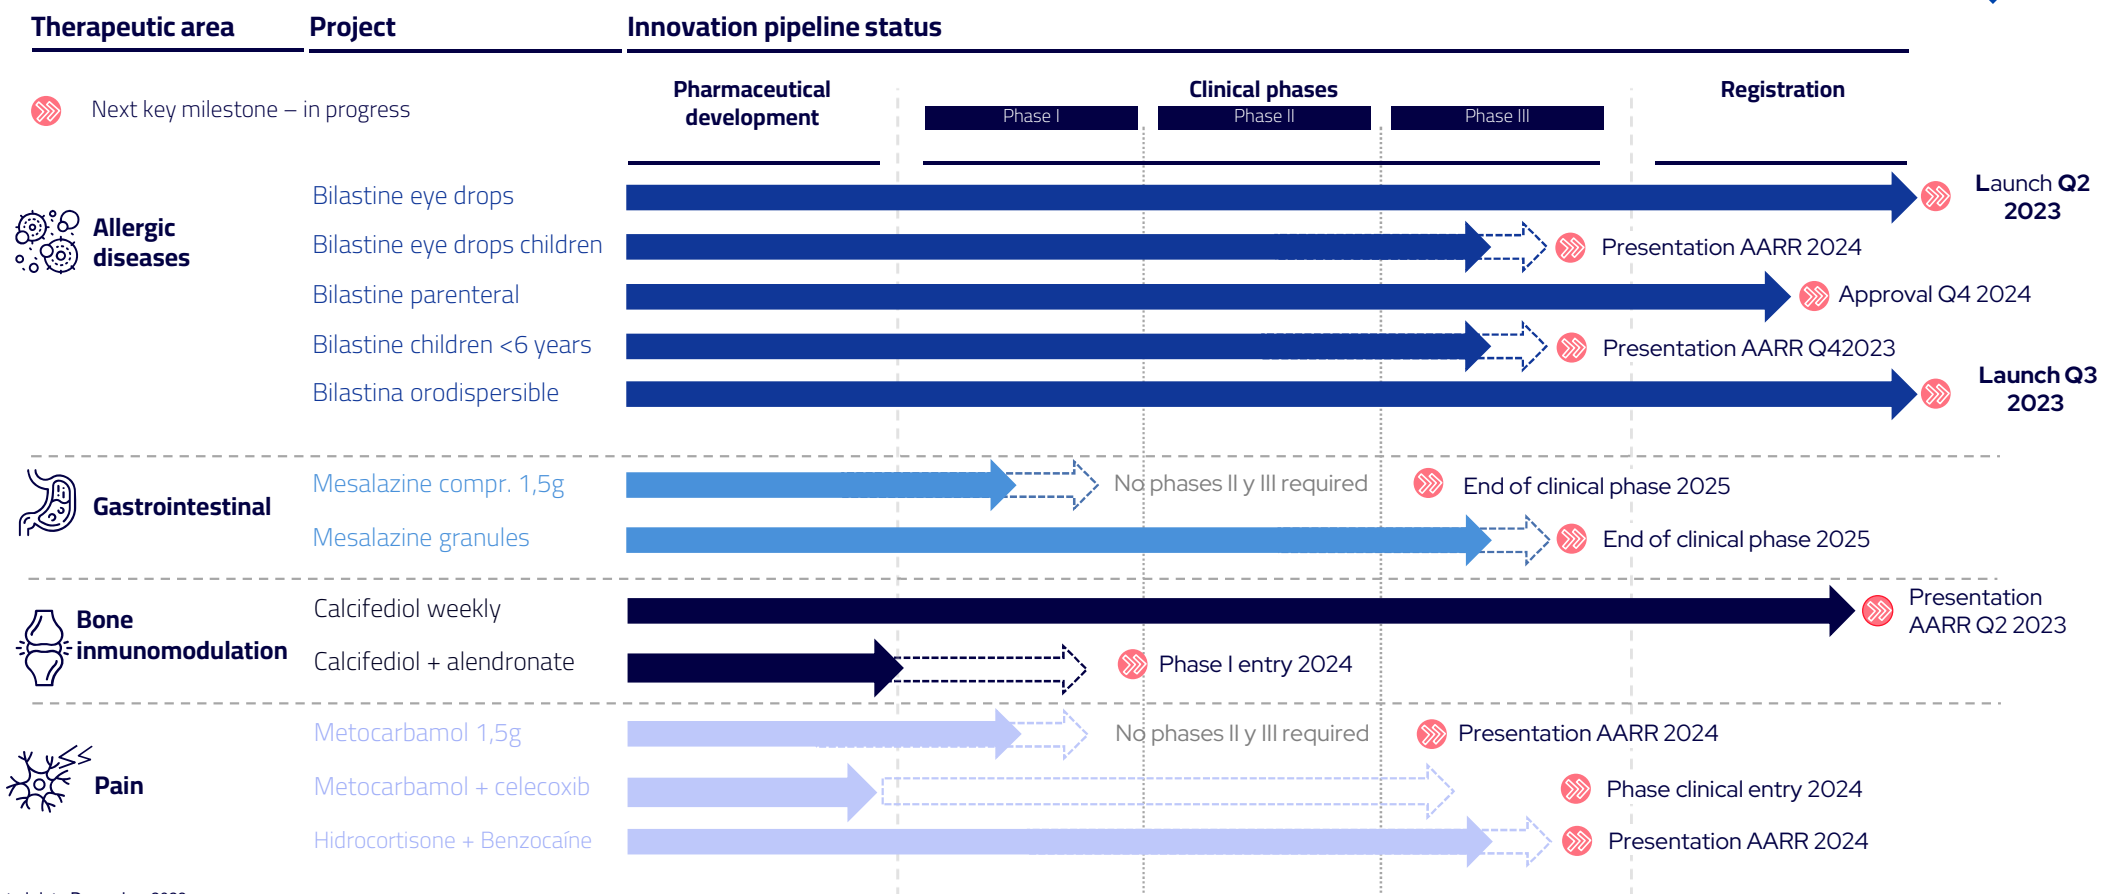 Therapeutic area
Project
Innovation pipeline status
Next key milestone – in progress
Pharmaceutical
development
Clinical phases
Phase I
Phase II
Phase III
Registration
Allergic
diseases
Bilastine eye drops
Launch Q2
2023
Bilastine eye drops children
Presentation AARR 2024
Bilastine parenteral
Approval Q4 2024
Bilastine children <6 years
Presentation AARR Q42023
Bilastina orodispersible
Launch Q3
2023
Gastrointestinal
Mesalazine compr. 1,5g
No phases II y III required
End of clinical phase 2025
Mesalazine granules
End of clinical phase 2025
Bone
inmunomodulation
Calcifediol weekly
Presentation
AARR Q2 2023
Calcifediol + alendronate
Phase I entry 2024
Pain
Metocarbamol 1,5g
No phases II y III required
Presentation AARR 2024
Metocarbamol + celecoxib
Phase clinical entry 2024
Hidrocortisone + Benzocaíne
Presentation AARR 2024